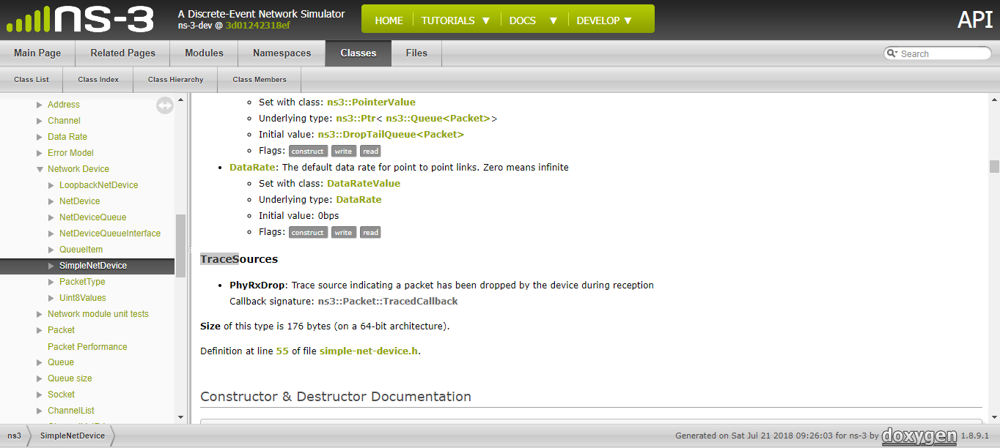 NS-3
A Discrete-Event Network Simulator
ns-3-dev @ 3d01242318ef
HOME TUTORIALS ▼ DOCS ▼ DEVELOP ▼
API
Main Page Related Pages Modules Namespaces Classes Files
Search
Class List Class Index Class Hierarchy Class Members
Address
Channel
Data Rate
Error Model
Network Device
LoopbackNetDevice
NetDevice
NetDeviceQueue
NetDeviceQueueInterface
QueueItem
SimpleNetDevice
PacketType
Uint8Values
Network module unit tests
Packet
Packet Performance
Queue
Queue size
Socket
ChannelList
Set with class: ns3::PointerValue
Underlying type: ns3::Ptr< ns3::Queue<Packet>>
Initial value: ns3::DropTailQueue<Packet>
Flags: construct write read
DataRate: The default data rate for point to point links. Zero means infinite
Set with class: DataRateValue
Underlying type: DataRate
Initial value: 0bps
Flags: construct write read
TraceSources
PhyRxDrop: Trace source indicating a packet has been dropped by the device during reception
Callback signature: ns3::Packet::TracedCallback
Size of this type is 176 bytes (on a 64-bit architecture).
Definition at line 55 of file simple-net-device.h.
Constructor & Destructor Documentation
ns3 SimpleNetDevice
Generated on Sat Jul 21 2018 09:26:03 for ns-3 by doxygen 1.8.9.1